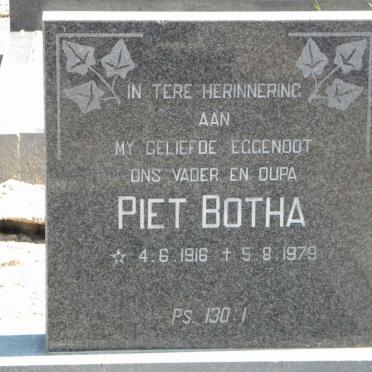 IN TERE HERINNERING
AAN
MY GELIEFDE EGGENOOT
ONS VADER EN OUPA
PIET BOTHA
☆ 4.6.1916 ✝ 5.8.1979
PS. 130:1